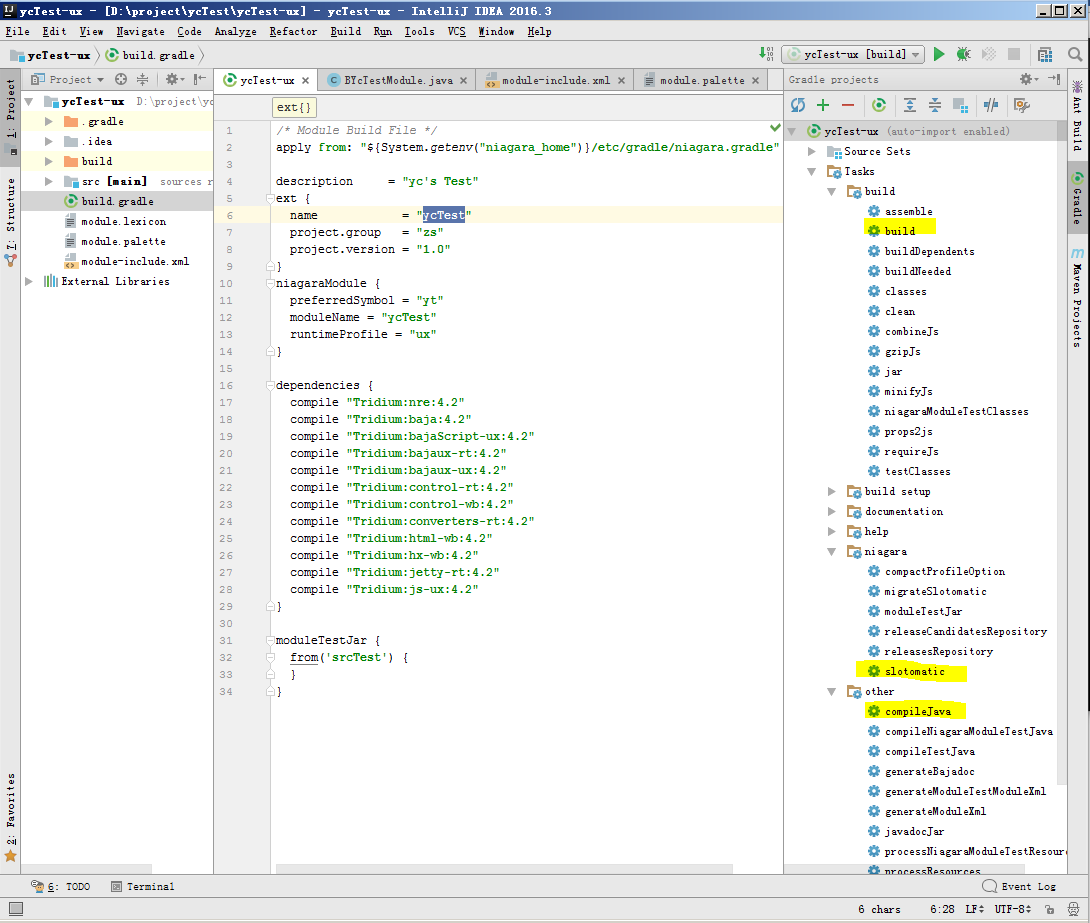 ycTest-ux - [D:\project\ycTest\ycTest-ux] - ycTest-ux - IntelliJ IDEA 2016.3
File Edit View Navigate Code Analyze Refactor Build Run Tools VCS Window Help
ycTest-ux build.gradle
ycTest-ux [build]
1: Project
7: Structure
2: Favorites
Project
ycTest-ux D:\project\yc
.gradle
.idea
build
src [main] sources r
build.gradle
module.lexicon
module.palette
module-include.xml
External Libraries
ycTest-ux BYcTestModule.java module-include.xml module.palette
ext{}
1 /* Module Build File */
2 apply from: "${System.getenv("niagara_home")}/etc/gradle/niagara.gradle"
3
4 description = "yc's Test"
5 ext {
6 name = "ycTest"
7 project.group = "zs"
8 project.version = "1.0"
9 }
10 niagaraModule {
11 preferredSymbol = "yt"
12 moduleName = "ycTest"
13 runtimeProfile = "ux"
14 }
15
16 dependencies {
17 compile "Tridium:nre:4.2"
18 compile "Tridium:baja:4.2"
19 compile "Tridium:bajaScript-ux:4.2"
20 compile "Tridium:bajaux-rt:4.2"
21 compile "Tridium:bajaux-ux:4.2"
22 compile "Tridium:control-rt:4.2"
23 compile "Tridium:control-wb:4.2"
24 compile "Tridium:converters-rt:4.2"
25 compile "Tridium:html-wb:4.2"
26 compile "Tridium:hx-wb:4.2"
27 compile "Tridium:jetty-rt:4.2"
28 compile "Tridium:js-ux:4.2"
29 }
30
31 moduleTestJar {
32 from('srcTest') {
33 }
34 }
Gradle projects
ycTest-ux (auto-import enabled)
Source Sets
Tasks
build
assemble
build
buildDependents
buildNeeded
classes
clean
combineJs
gzipJs
jar
minifyJs
niagaraModuleTestClasses
props2js
requireJs
testClasses
build setup
documentation
help
niagara
compactProfileOption
migrateSlotomatic
moduleTestJar
releaseCandidatesRepository
releasesRepository
slotomatic
other
compileJava
compileNiagaraModuleTestJava
compileTestJava
generateBajadoc
generateModuleTestModuleXml
generateModuleXml
javadocJar
processNiagaraModuleTestResour
processResources
Ant Build
Gradle
Maven Projects
6: TODO Terminal Event Log
6 chars 6:28 LF UTF-8